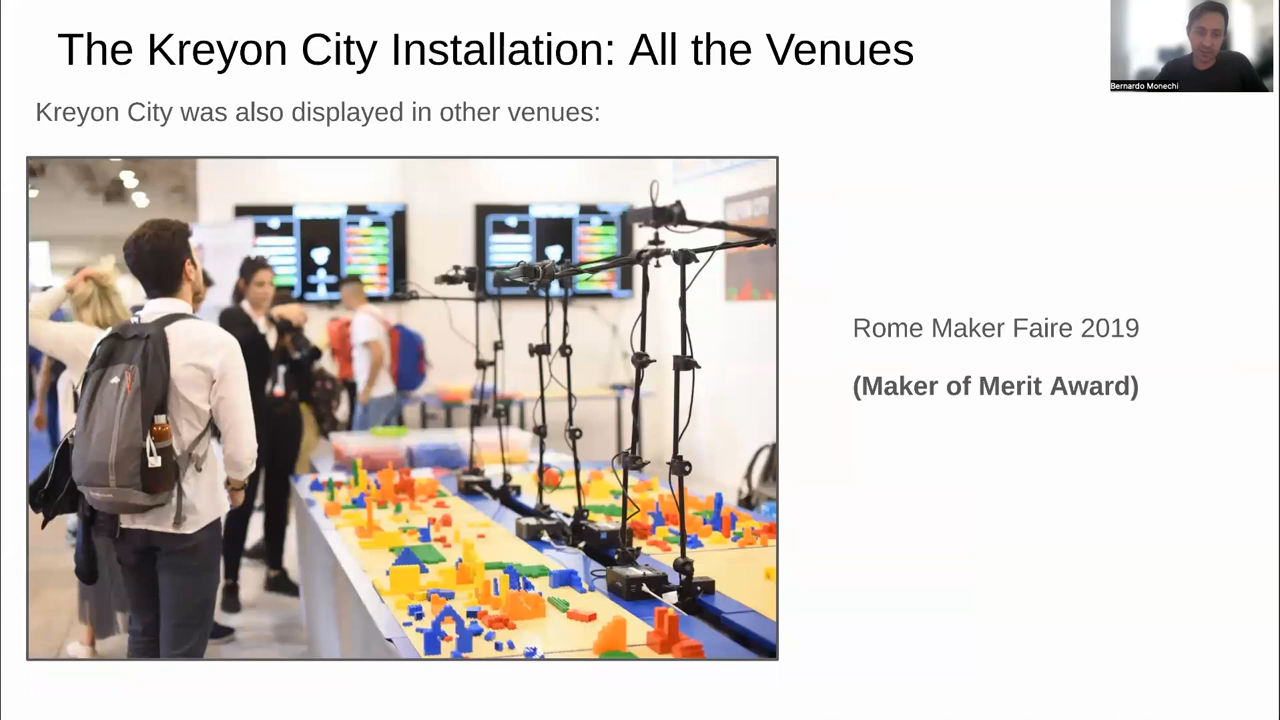 The Kreyon City Installation: All the Venues
Bernardo Monechi
Kreyon City was also displayed in other venues:
Rome Maker Faire 2019
(Maker of Merit Award)